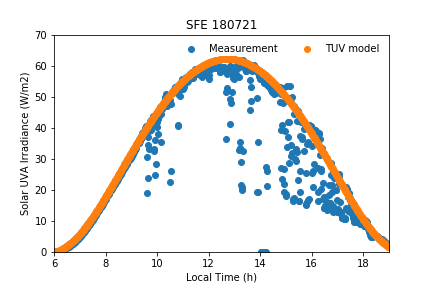 SFE 180721
70
60
50
40
30
20
10
0
Solar UVA Irradiance (W/m2)
Measurement TUV model
6 8 10 12 14 16 18
Local Time (h)